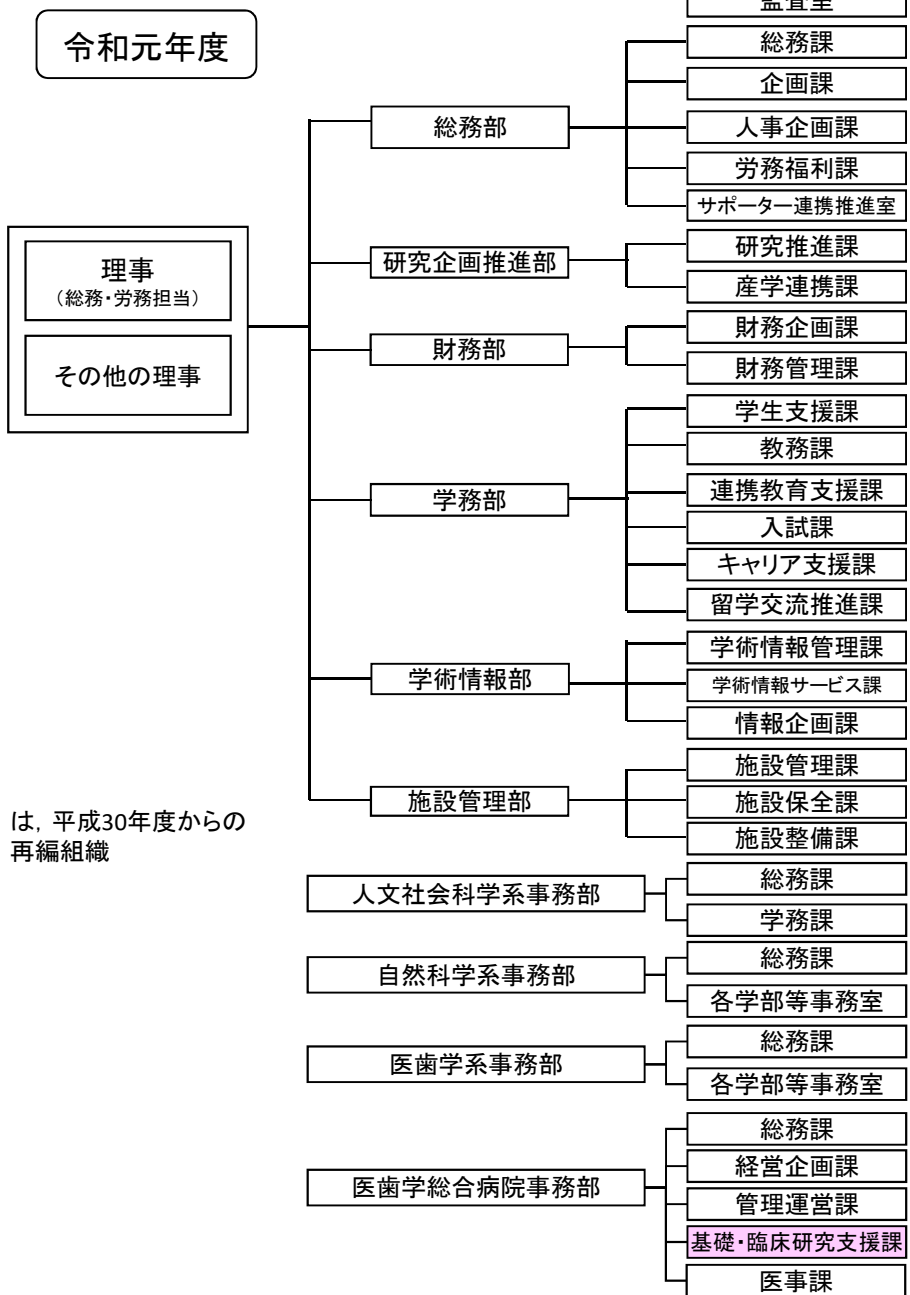 監査室
令和元年度
総務部
総務課
企画課
人事企画課
労務福利課
サポーター連携推進室
理事
（総務・労務担当）
その他の理事
研究企画推進部
研究推進課
産学連携課
財務部
財務企画課
財務管理課
学務部
学生支援課
教務課
連携教育支援課
入試課
キャリア支援課
留学交流推進課
学術情報部
学術情報管理課
学術情報サービス課
情報企画課
施設管理部
施設管理課
施設保全課
施設整備課
は，平成30年度からの
再編組織
人文社会科学系事務部
総務課
学務課
自然科学系事務部
総務課
各学部等事務室
医歯学系事務部
総務課
各学部等事務室
医歯学総合病院事務部
総務課
経営企画課
管理運営課
基礎・臨床研究支援課
医事課